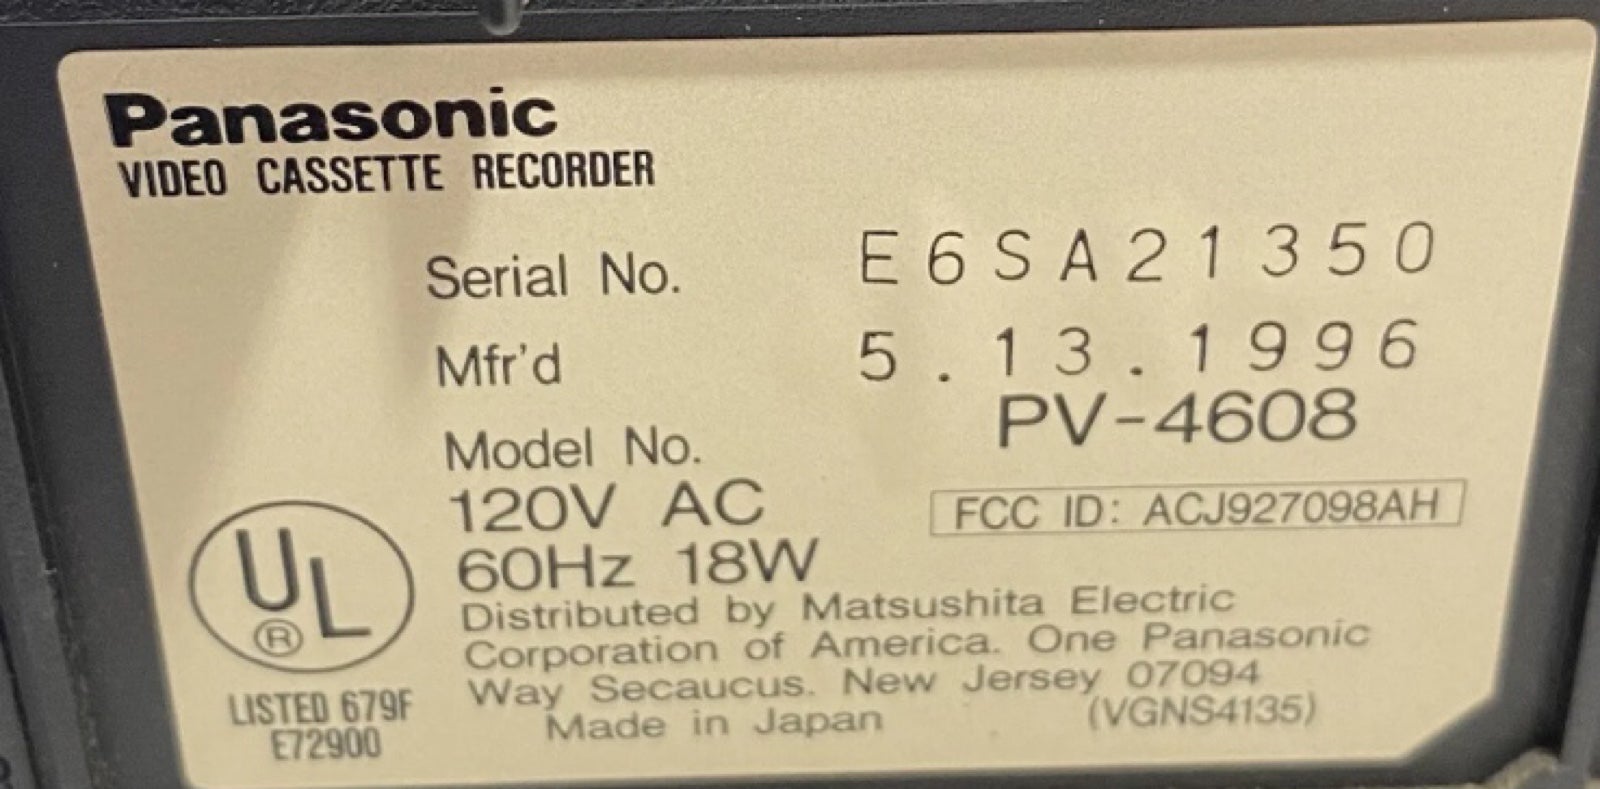 Panasonic
VIDEO CASSETTE RECORDER
Serial No. E6SA21350
Mfr'd 5.13.1996
Model No. PV-4608
120V AC FCC ID: ACJ927098AH
60Hz 18W
Distributed by Matsushita Electric
Corporation of America. One Panasonic
Way Secaucus. New Jersey 07094
Made in Japan (VGNS4135)
UL
®
LISTED 679F
E72900